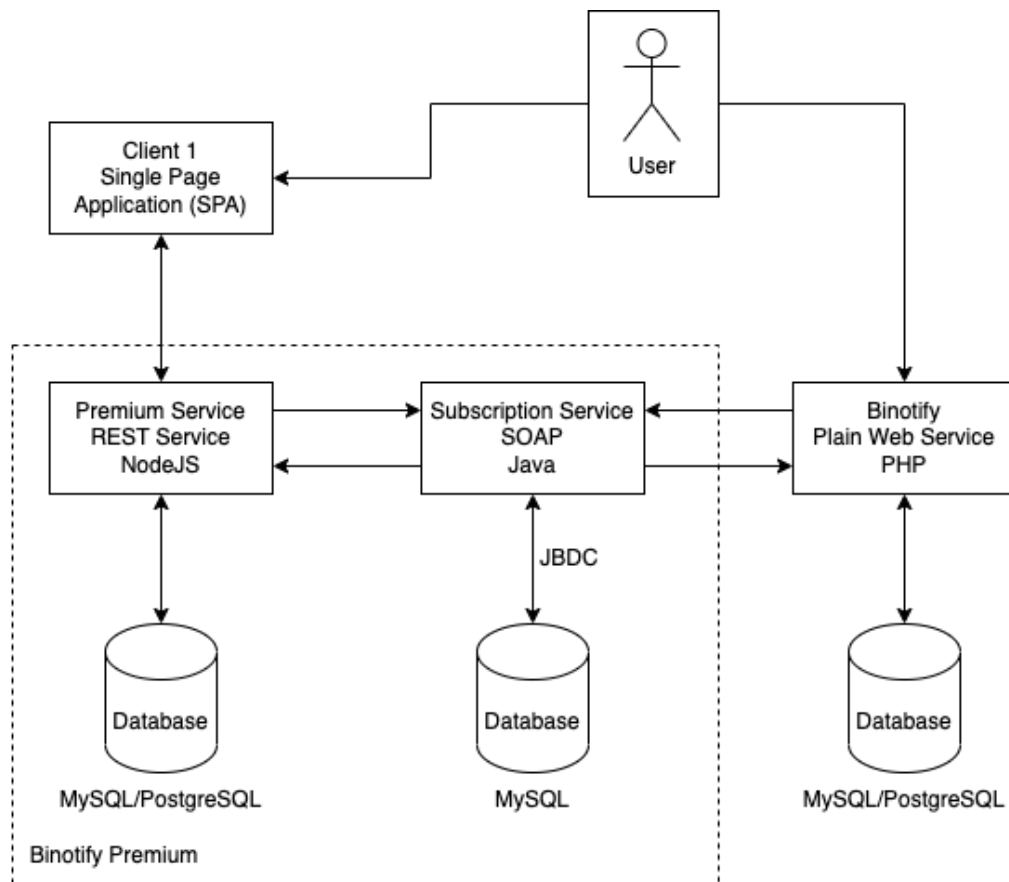 User
Client 1
Single Page
Application (SPA)
Premium Service
REST Service
NodeJS
Subscription Service
SOAP
Java
Binotify
Plain Web Service
PHP
JBDC
Database
Database
Database
MySQL/PostgreSQL
MySQL
MySQL/PostgreSQL
Binotify Premium